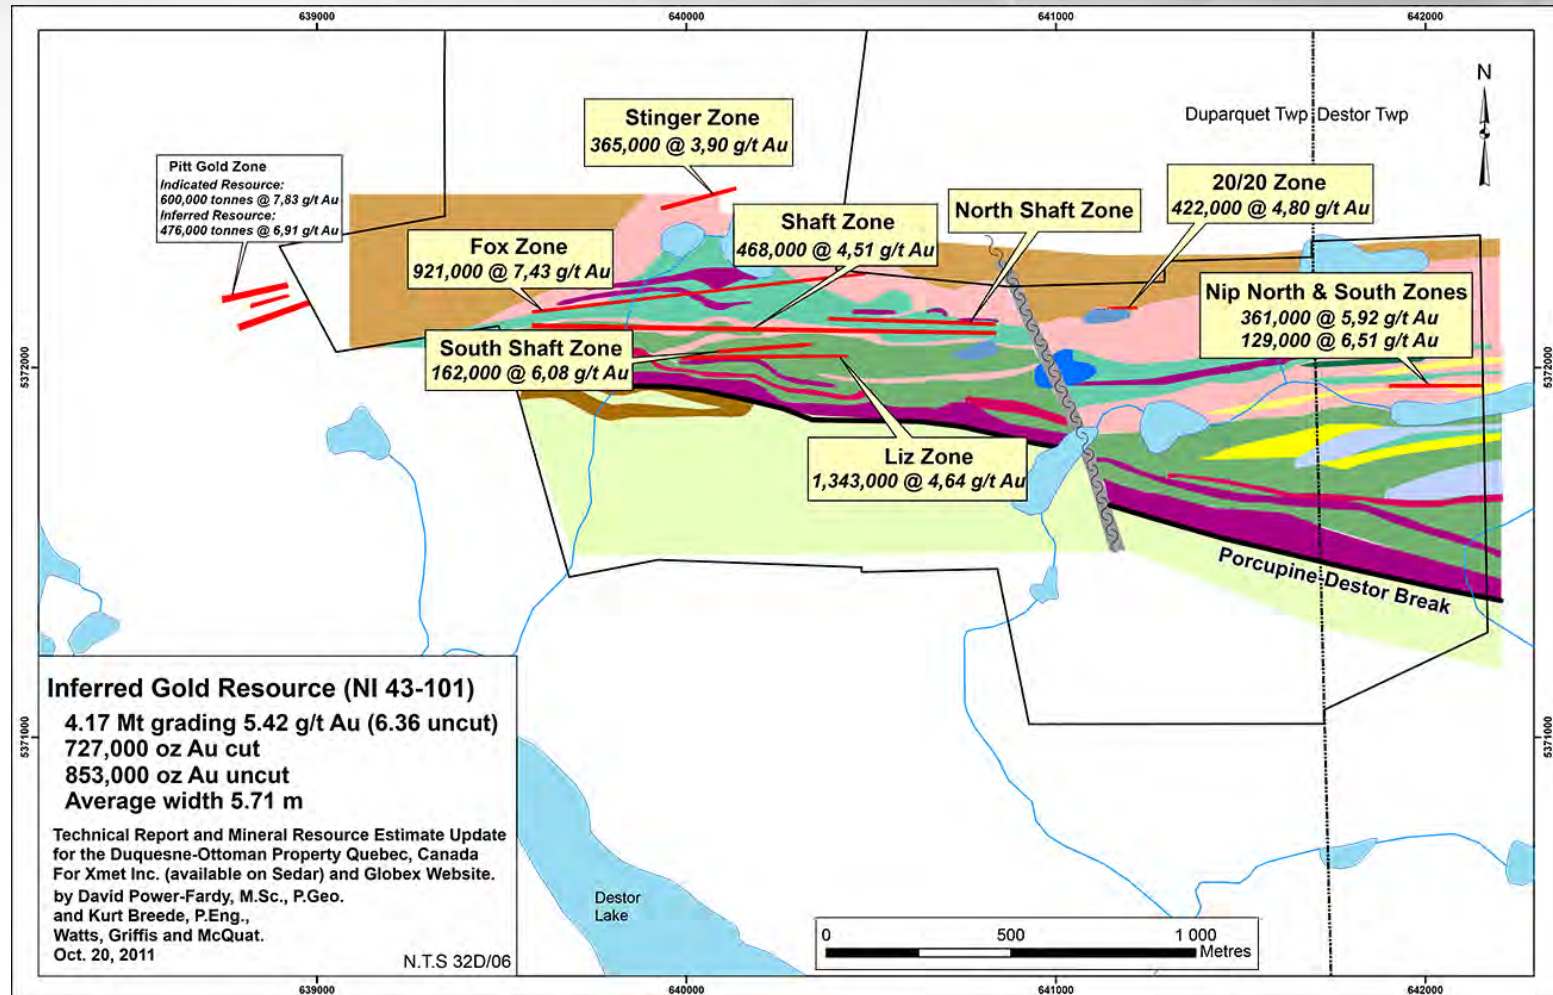 639000
640000
641000
642000
N
Duparquet Twp
Destor Twp
Stinger Zone
365,000 @ 3,90 g/t Au
Pitt Gold Zone
Indicated Resource:
600,000 tonnes @ 7,83 g/t Au
Inferred Resource:
476,000 tonnes @ 6,91 g/t Au
20/20 Zone
422,000 @ 4,80 g/t Au
North Shaft Zone
Shaft Zone
468,000 @ 4,51 g/t Au
Fox Zone
921,000 @ 7,43 g/t Au
Nip North & South Zones
361,000 @ 5,92 g/t Au
129,000 @ 6,51 g/t Au
South Shaft Zone
162,000 @ 6,08 g/t Au
5372000
5372000
Liz Zone
1,343,000 @ 4,64 g/t Au
Porcupine-Destor Break
Inferred Gold Resource (NI 43-101)
4.17 Mt grading 5.42 g/t Au (6.36 uncut)
727,000 oz Au cut
853,000 oz Au uncut
Average width 5.71 m
5371000
5371000
Technical Report and Mineral Resource Estimate Update
for the Duquesne-Ottoman Property Quebec, Canada
For Xmet Inc. (available on Sedar) and Globex Website.
by David Power-Fardy, M.Sc., P.Geo.
and Kurt Breede, P.Eng.,
Watts, Griffis and McQuat.
Oct. 20, 2011
N.T.S 32D/06
Destor
Lake
0
500
1 000
Metres
639000
640000
641000
642000